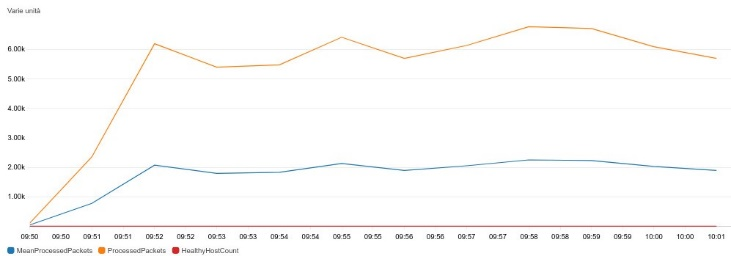 Varie unità
6.00k
5.00k
4.00k
3.00k
2.00k
1.00k
09:50 09:50 09:51 09:51 09:52 09:52 09:53 09:53 09:54 09:54 09:55 09:55 09:56 09:56 09:57 09:57 09:58 09:58 09:59 09:59 10:00 10:00 10:01
MeanProcessedPackets ProcessedPackets HealthyHostCount